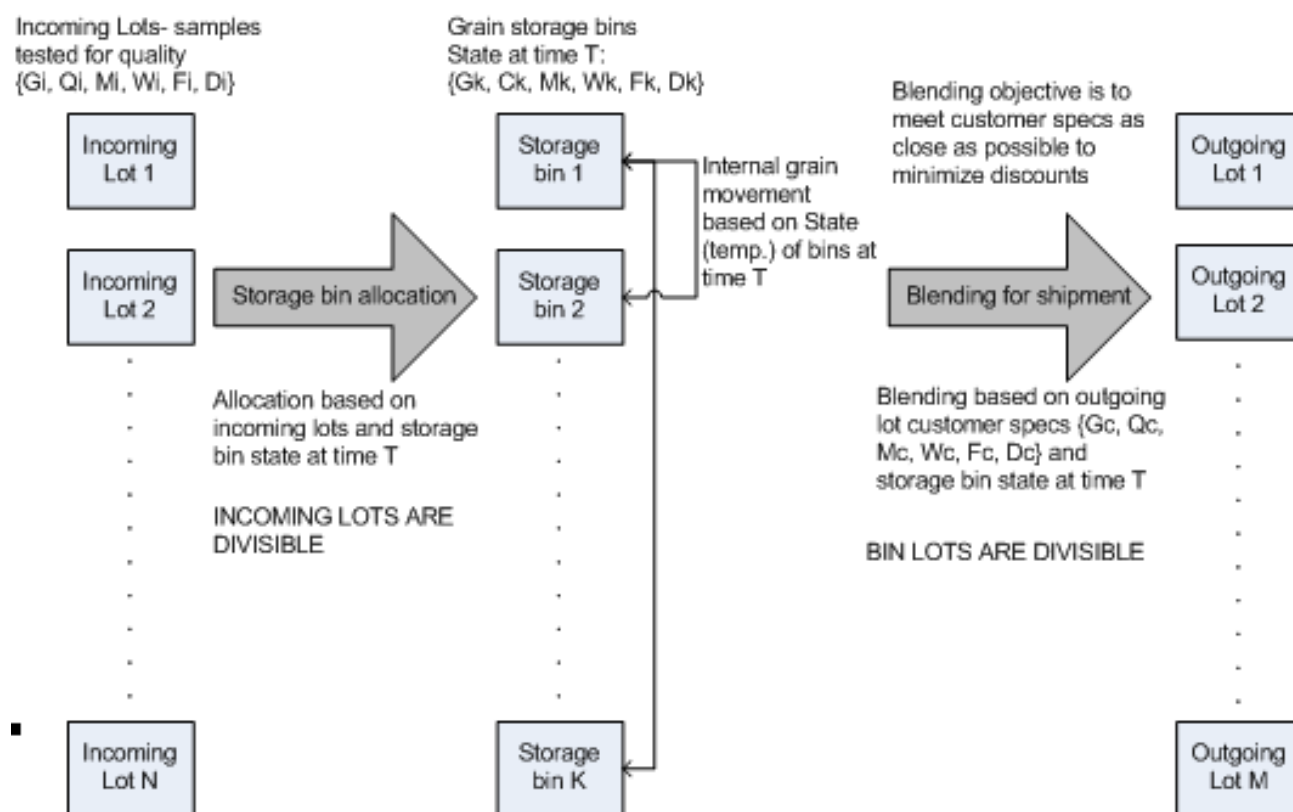 Incoming Lots- samples
tested for quality
{Gi, Qi, Mi, Wi, Fi, Di}
Grain storage bins
State at time T:
{Gk, Ck, Mk, Wk, Fk, Dk}
Blending objective is to
meet customer specs as
close as possible to
minimize discounts
Incoming
Lot 1
Storage
bin 1
Internal grain
movement
based on State
(temp.) of bins at
time T
Outgoing
Lot 1
Incoming
Lot 2
Storage bin allocation
Storage
bin 2
Blending for shipment
Outgoing
Lot 2
Allocation based on
incoming lots and storage
bin state at time T
INCOMING LOTS ARE
DIVISIBLE
Blending based on outgoing
lot customer specs {Gc, Qc,
Mc, Wc, Fc, Dc} and
storage bin state at time T
BIN LOTS ARE DIVISIBLE
Incoming
Lot N
Storage
bin K
Outgoing
Lot M